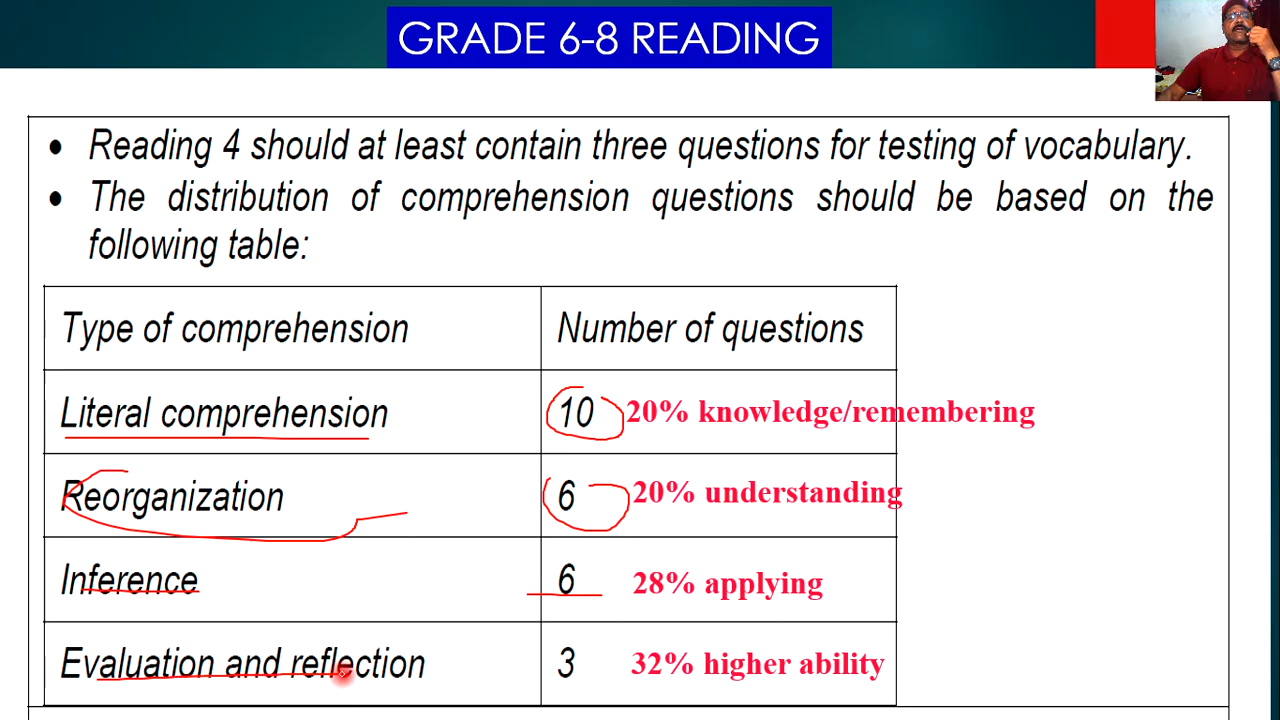 GRADE 6-8 READING
• Reading 4 should at least contain three questions for testing of vocabulary.
• The distribution of comprehension questions should be based on the
following table:
Type of comprehension Number of questions
Literal comprehension 10 20% knowledge/remembering
Reorganization 6 20% understanding
Inference 6 28% applying
Evaluation and reflection 3 32% higher ability